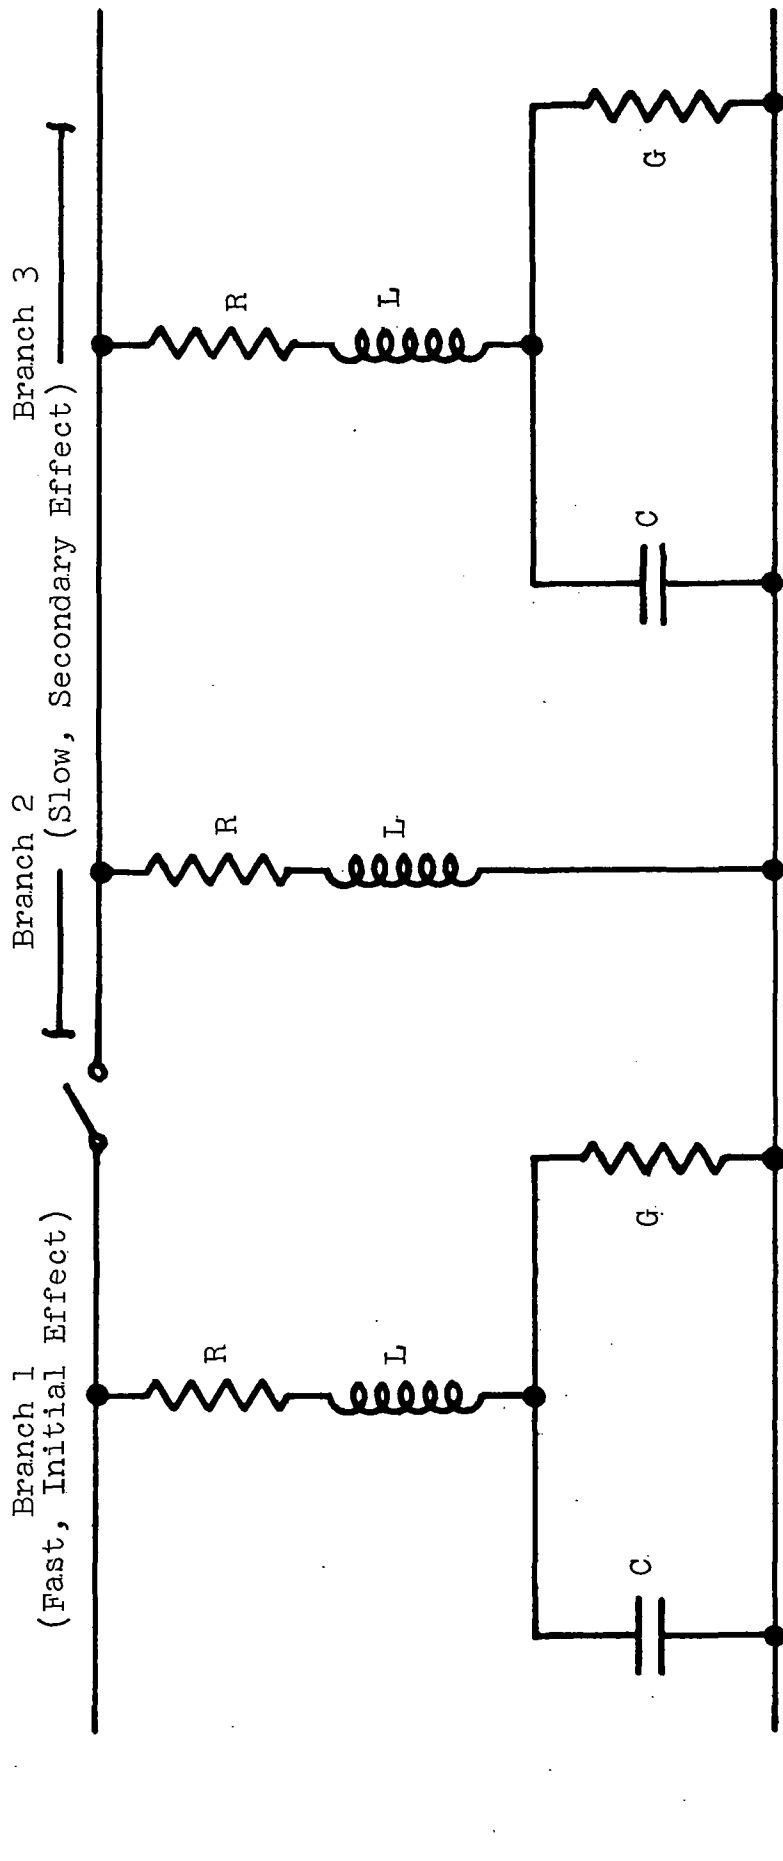 Branch 1
(Fast, Initial Effect)
Branch 2
Branch 3
(Slow, Secondary Effect)
R
L
C
G
R
L
R
L
C
G